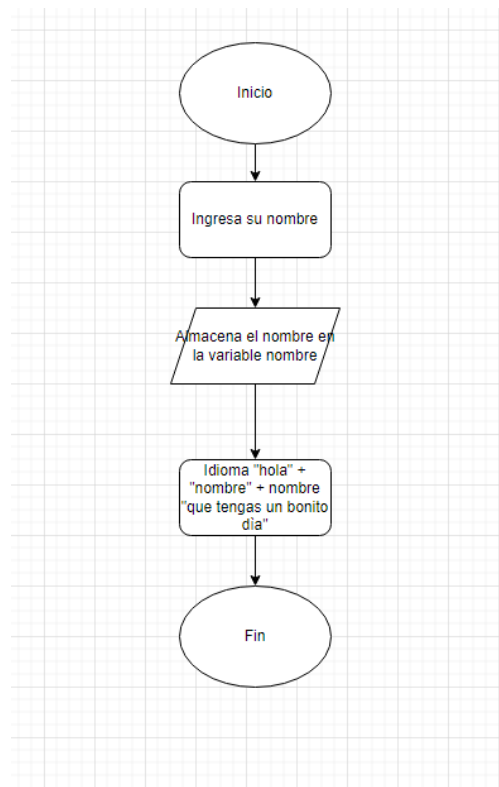 Inicio
Ingresa su nombre
Almacena el nombre en
la variable nombre
Idioma "hola" +
"nombre" + nombre
"que tengas un bonito
dìa"
Fin